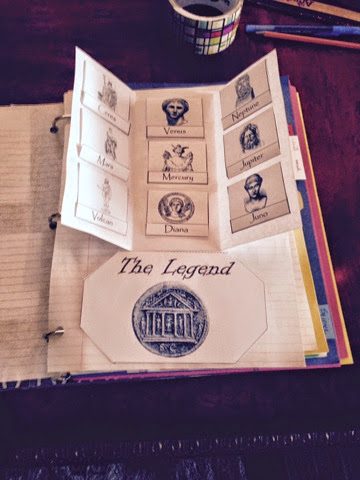 Ceres
Mars
Vulcan
Venus
Mercury
Diana
Neptune
Jupiter
Juno
The Legend
S C